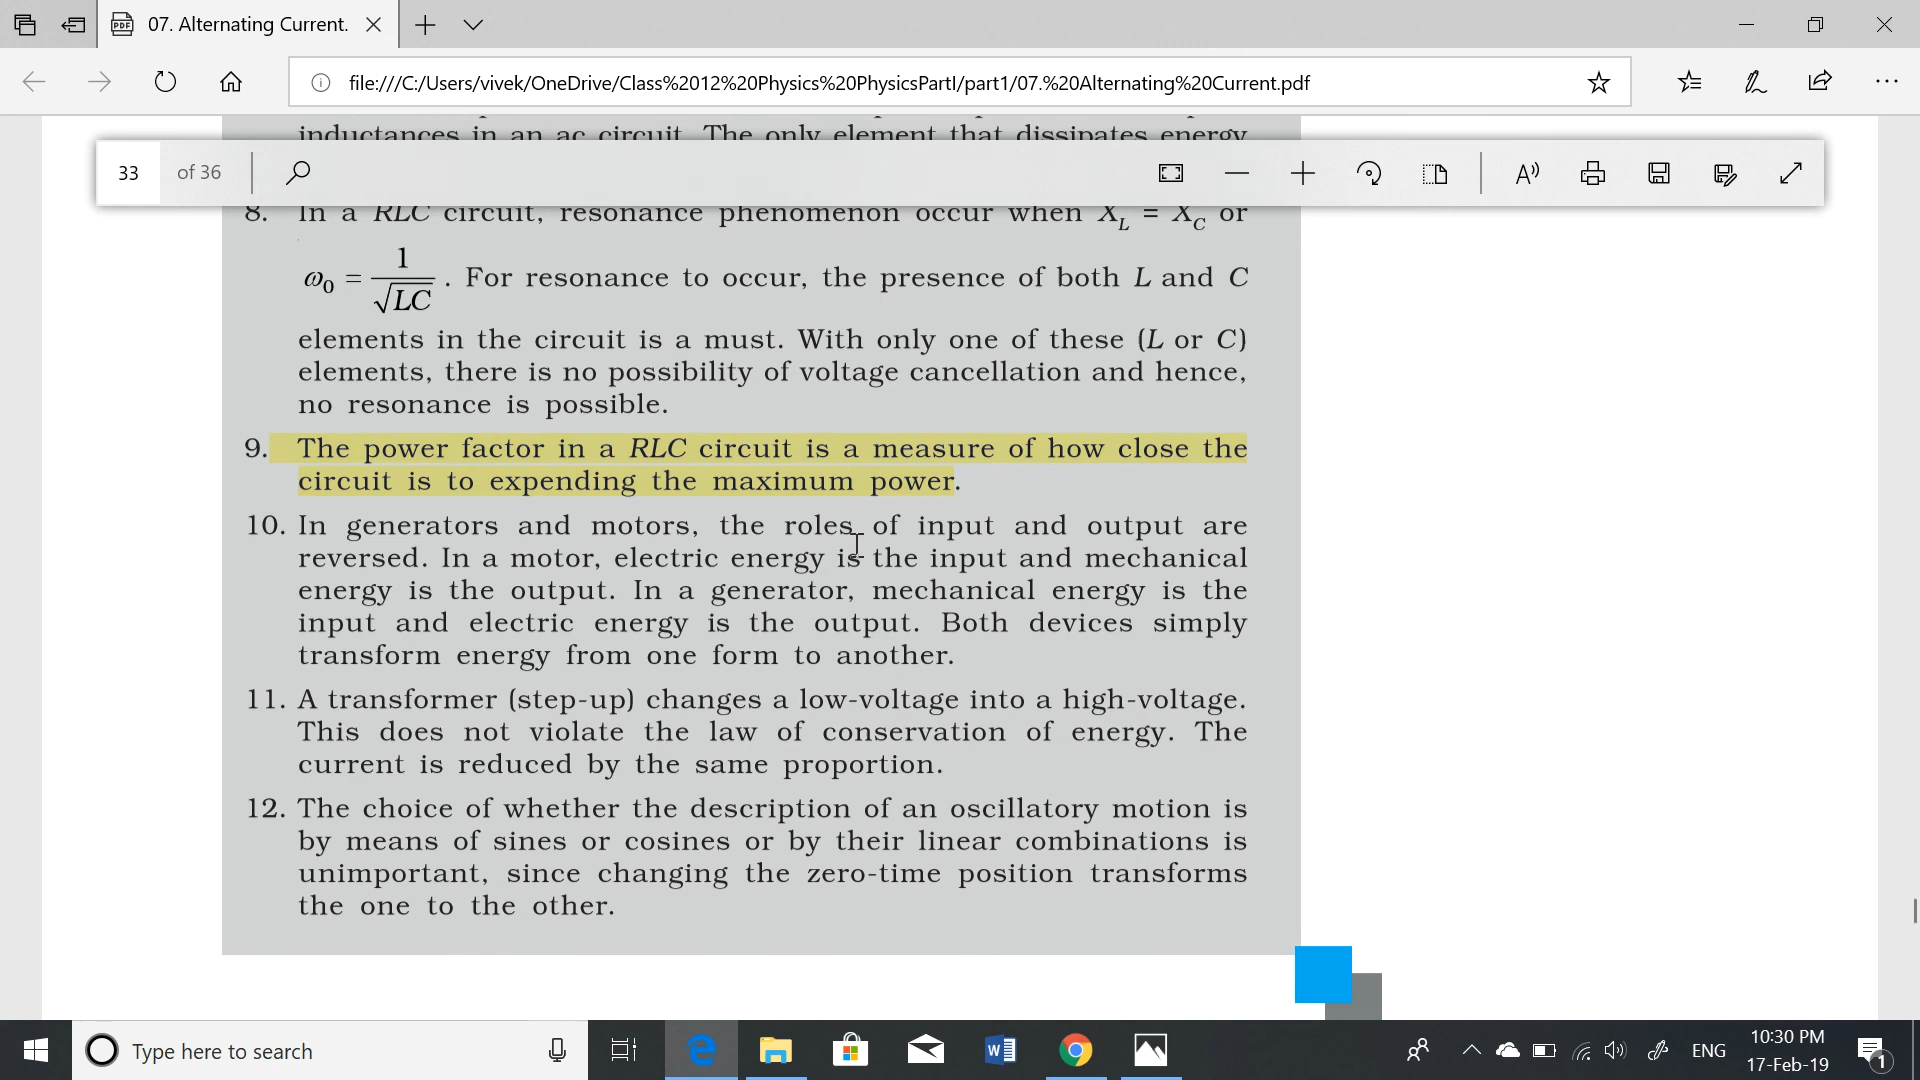 07. Alternating Current.
file:///C:/Users/vivek/OneDrive/Class%2012%20Physics%20PhysicsPartI/part1/07.%20Alternating%20Current.pdf
inductances in an ac circuit. The only element that dissipates energy
33 of 36
8. In a RLC circuit, resonance phenomenon occur when X_L = X_C or
ω₀ = 1/√LC . For resonance to occur, the presence of both L and C
elements in the circuit is a must. With only one of these (L or C)
elements, there is no possibility of voltage cancellation and hence,
no resonance is possible.
9. The power factor in a RLC circuit is a measure of how close the
circuit is to expending the maximum power.
10. In generators and motors, the roles of input and output are
reversed. In a motor, electric energy is the input and mechanical
energy is the output. In a generator, mechanical energy is the
input and electric energy is the output. Both devices simply
transform energy from one form to another.
11. A transformer (step-up) changes a low-voltage into a high-voltage.
This does not violate the law of conservation of energy. The
current is reduced by the same proportion.
12. The choice of whether the description of an oscillatory motion is
by means of sines or cosines or by their linear combinations is
unimportant, since changing the zero-time position transforms
the one to the other.
Type here to search
ENG
10:30 PM
17-Feb-19
1